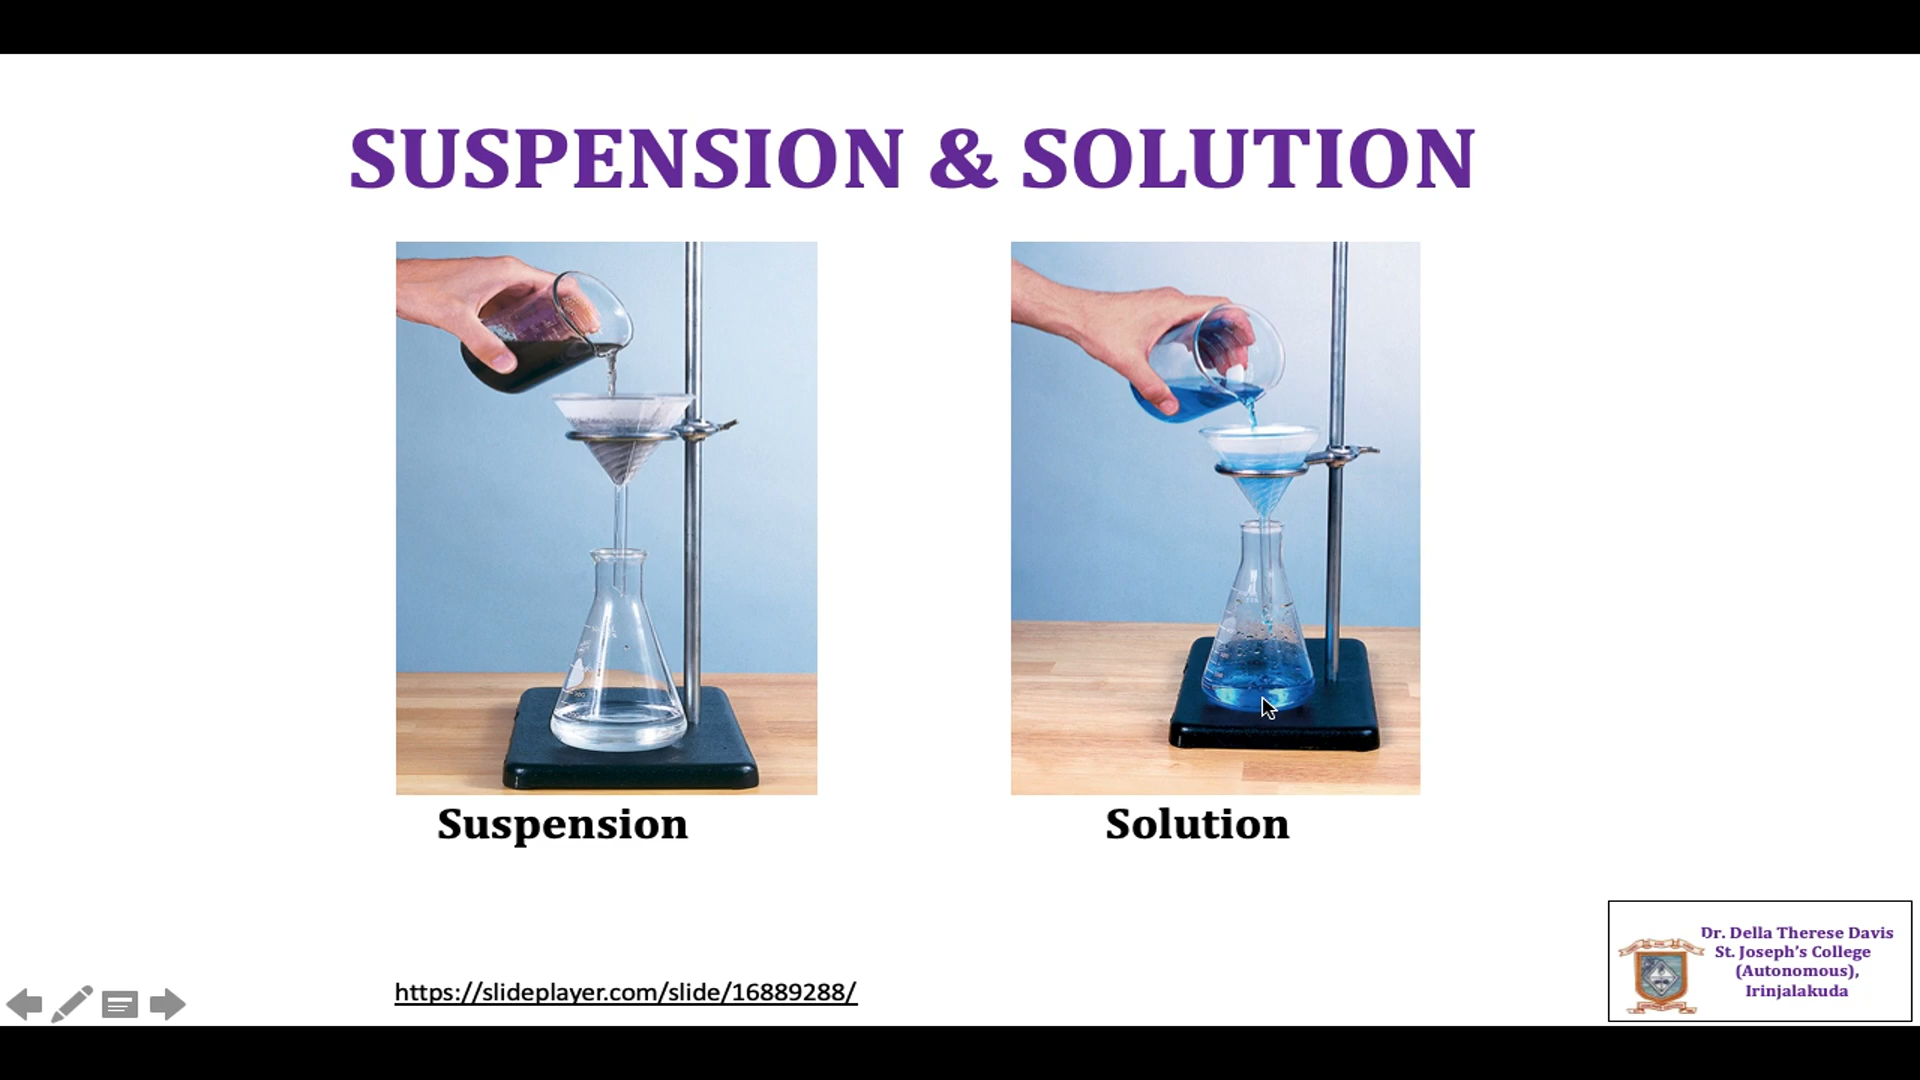 SUSPENSION & SOLUTION
Suspension
Solution
https://slideplayer.com/slide/16889288/
Dr. Della Therese Davis
St. Joseph's College
(Autonomous),
Irinjalakuda